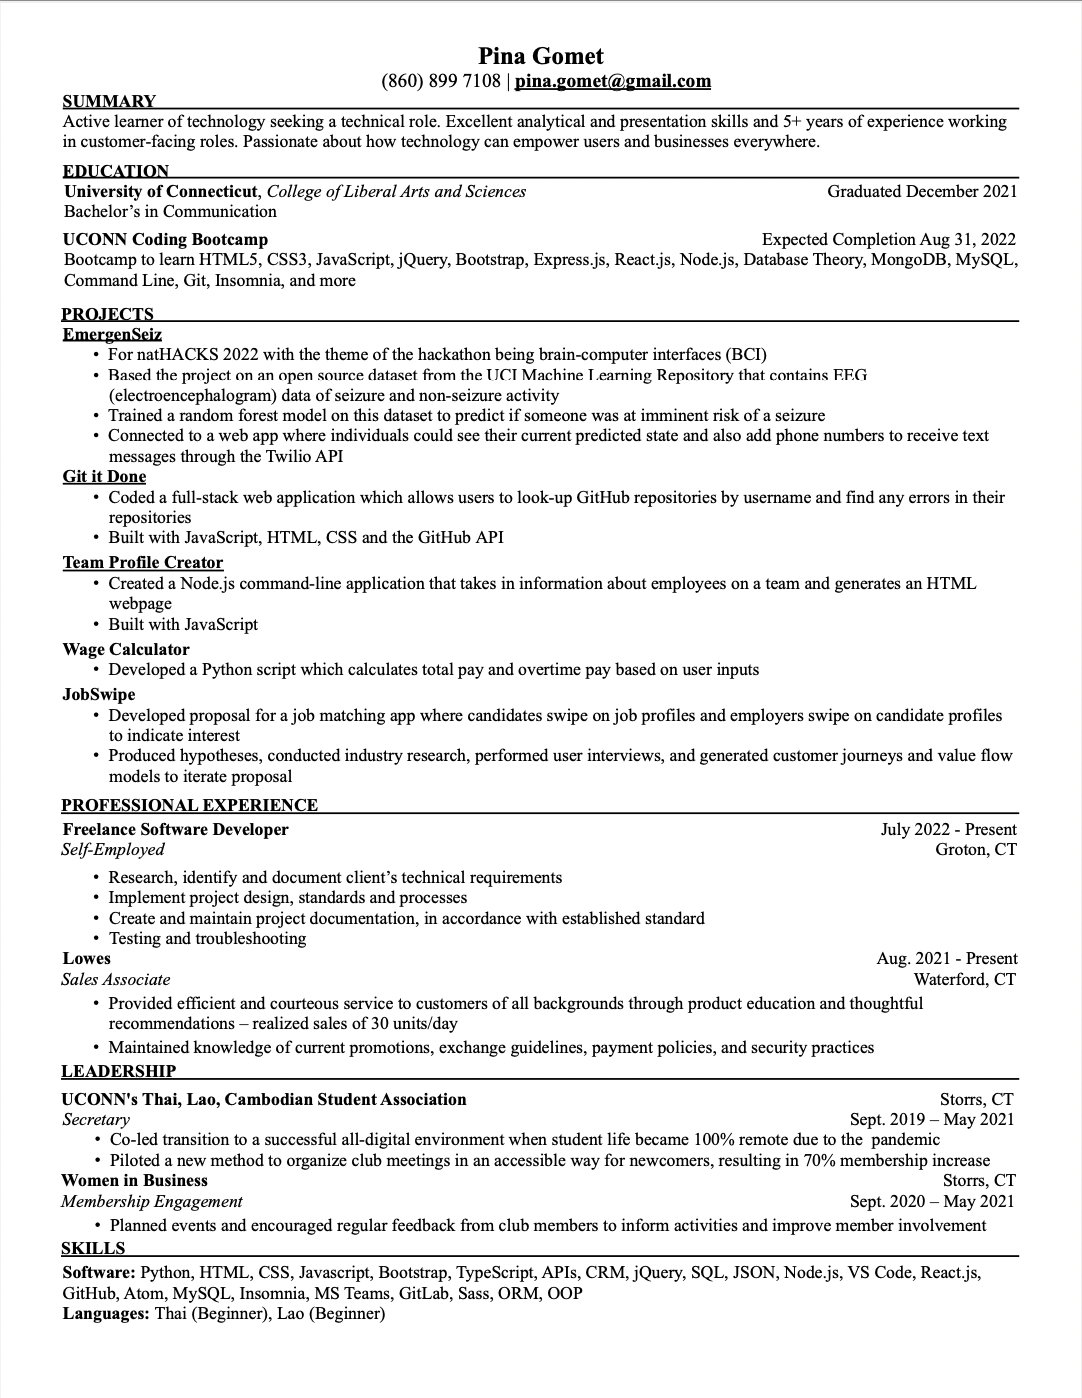 Pina Gomet
(860) 899 7108 | pina.gomet@gmail.com
SUMMARY
Active learner of technology seeking a technical role. Excellent analytical and presentation skills and 5+ years of experience working
in customer-facing roles. Passionate about how technology can empower users and businesses everywhere.
EDUCATION
University of Connecticut, College of Liberal Arts and Sciences Graduated December 2021
Bachelor's in Communication
UCONN Coding Bootcamp Expected Completion Aug 31, 2022
Bootcamp to learn HTML5, CSS3, JavaScript, jQuery, Bootstrap, Express.js, React.js, Node.js, Database Theory, MongoDB, MySQL,
Command Line, Git, Insomnia, and more
PROJECTS
EmergenSeiz
• For natHACKS 2022 with the theme of the hackathon being brain-computer interfaces (BCI)
• Based the project on an open source dataset from the UCI Machine Learning Repository that contains EEG
(electroencephalogram) data of seizure and non-seizure activity
• Trained a random forest model on this dataset to predict if someone was at imminent risk of a seizure
• Connected to a web app where individuals could see their current predicted state and also add phone numbers to receive text
messages through the Twilio API
Git it Done
• Coded a full-stack web application which allows users to look-up GitHub repositories by username and find any errors in their
repositories
• Built with JavaScript, HTML, CSS and the GitHub API
Team Profile Creator
• Created a Node.js command-line application that takes in information about employees on a team and generates an HTML
webpage
• Built with JavaScript
Wage Calculator
• Developed a Python script which calculates total pay and overtime pay based on user inputs
JobSwipe
• Developed proposal for a job matching app where candidates swipe on job profiles and employers swipe on candidate profiles
to indicate interest
• Produced hypotheses, conducted industry research, performed user interviews, and generated customer journeys and value flow
models to iterate proposal
PROFESSIONAL EXPERIENCE
Freelance Software Developer July 2022 - Present
Self-Employed Groton, CT
• Research, identify and document client's technical requirements
• Implement project design, standards and processes
• Create and maintain project documentation, in accordance with established standard
• Testing and troubleshooting
Lowes Aug. 2021 - Present
Sales Associate Waterford, CT
• Provided efficient and courteous service to customers of all backgrounds through product education and thoughtful
recommendations – realized sales of 30 units/day
• Maintained knowledge of current promotions, exchange guidelines, payment policies, and security practices
LEADERSHIP
UCONN's Thai, Lao, Cambodian Student Association Storrs, CT
Secretary Sept. 2019 – May 2021
• Co-led transition to a successful all-digital environment when student life became 100% remote due to the pandemic
• Piloted a new method to organize club meetings in an accessible way for newcomers, resulting in 70% membership increase
Women in Business Storrs, CT
Membership Engagement Sept. 2020 – May 2021
• Planned events and encouraged regular feedback from club members to inform activities and improve member involvement
SKILLS
Software: Python, HTML, CSS, Javascript, Bootstrap, TypeScript, APIs, CRM, jQuery, SQL, JSON, Node.js, VS Code, React.js,
GitHub, Atom, MySQL, Insomnia, MS Teams, GitLab, Sass, ORM, OOP
Languages: Thai (Beginner), Lao (Beginner)